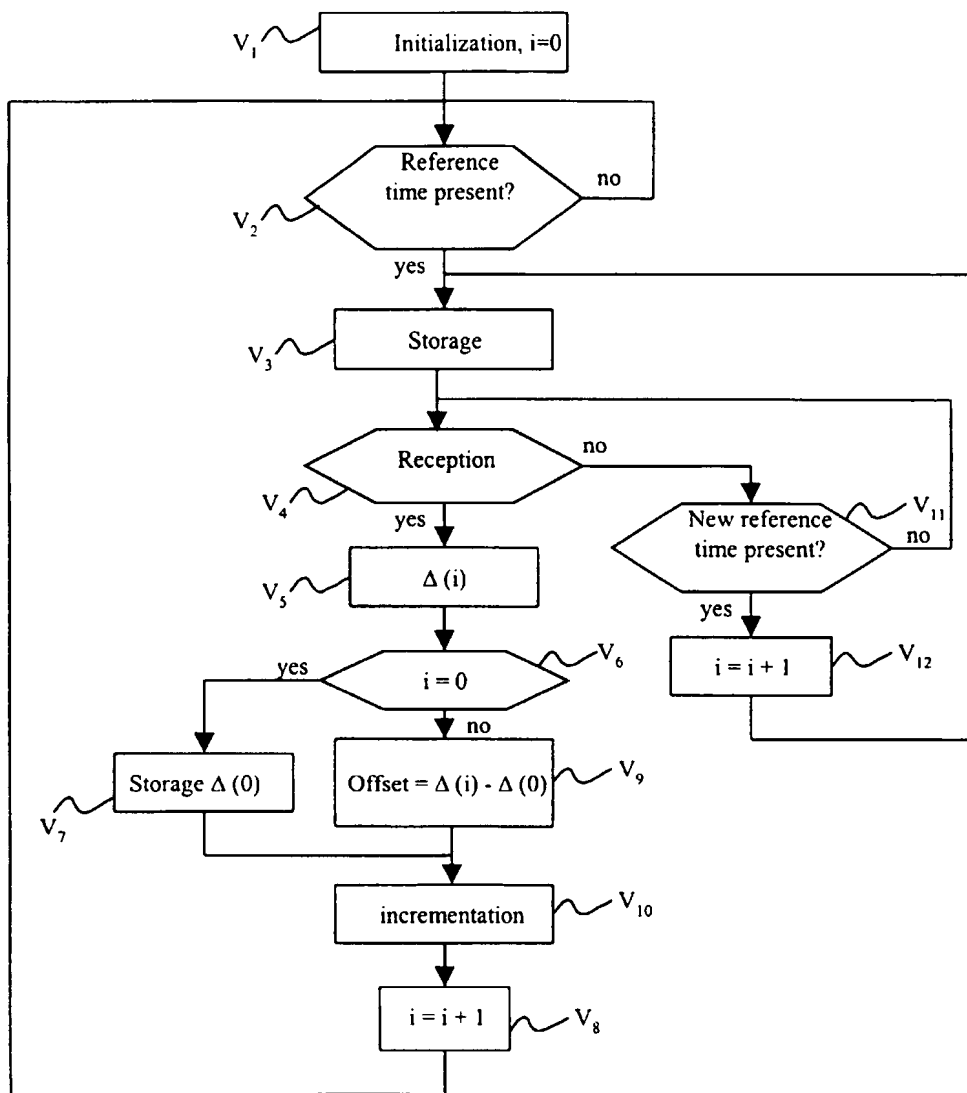 V1
Initialization, i=0
Reference
time present?
no
V2
yes
Storage
V3
Reception
no
V4
yes
New reference
time present?
V11
no
Δ (i)
V5
yes
i = i + 1
V12
yes
i = 0
V6
no
Storage Δ (0)
V7
Offset = Δ (i) - Δ (0)
V9
incrementation
V10
i = i + 1
V8